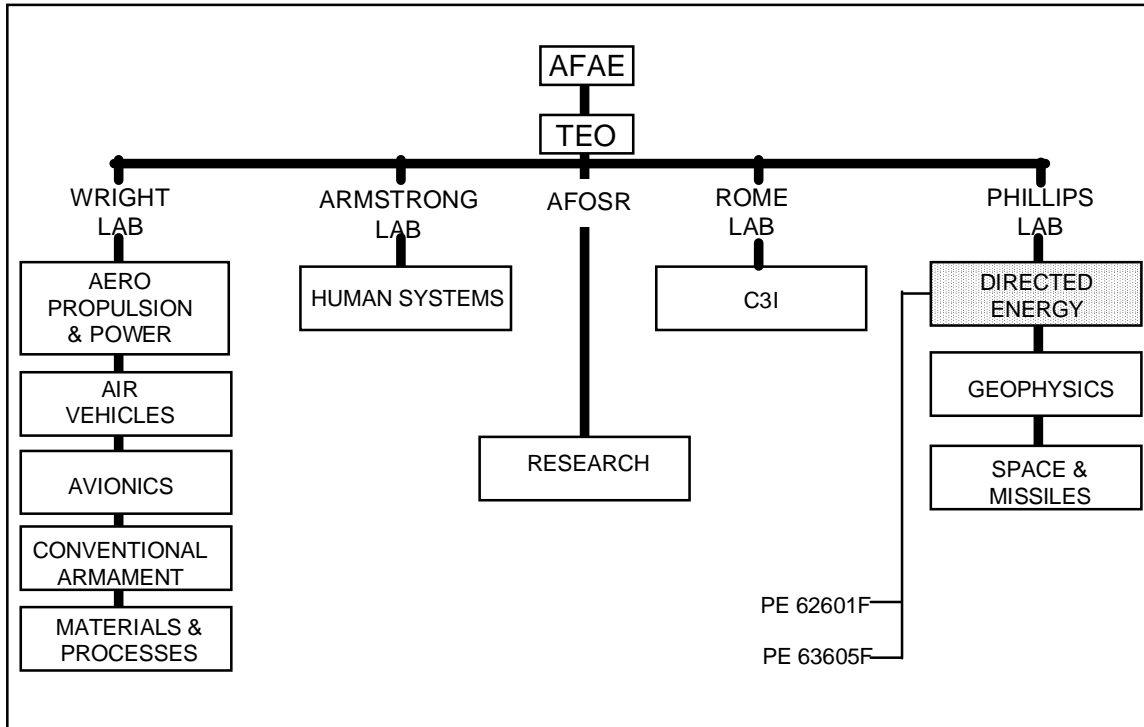 AFAE
TEO
WRIGHT
LAB
AERO
PROPULSION
& POWER
AIR
VEHICLES
AVIONICS
CONVENTIONAL
ARMAMENT
MATERIALS &
PROCESSES
ARMSTRONG
LAB
HUMAN SYSTEMS
AFOSR
RESEARCH
ROME
LAB
C3I
PHILLIPS
LAB
DIRECTED
ENERGY
GEOPHYSICS
SPACE &
MISSILES
PE 62601F
PE 63605F